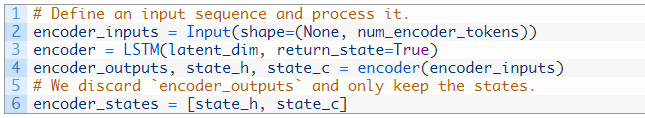 1 # Define an input sequence and process it.
2 encoder_inputs = Input(shape=(None, num_encoder_tokens))
3 encoder = LSTM(latent_dim, return_state=True)
4 encoder_outputs, state_h, state_c = encoder(encoder_inputs)
5 # We discard `encoder_outputs` and only keep the states.
6 encoder_states = [state_h, state_c]